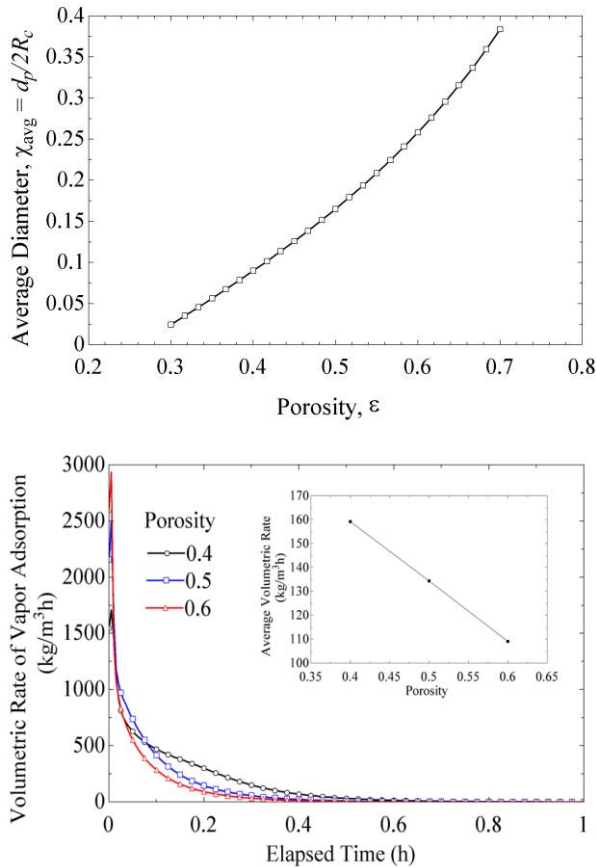 Average Diameter, χavg = dp/2Rc
0.4
0.35
0.3
0.25
0.2
0.15
0.1
0.05
0
0.2 0.3 0.4 0.5 0.6 0.7 0.8
Porosity, ε
Volumetric Rate of Vapor Adsorption
(kg/m³h)
3000
2500
2000
1500
1000
500
0
Porosity
0.4
0.5
0.6
Average Volumetric Rate
(kg/m³h)
170
160
150
140
130
120
110
100
0.35 0.4 0.45 0.5 0.55 0.6 0.65
Porosity
0 0.2 0.4 0.6 0.8 1
Elapsed Time (h)